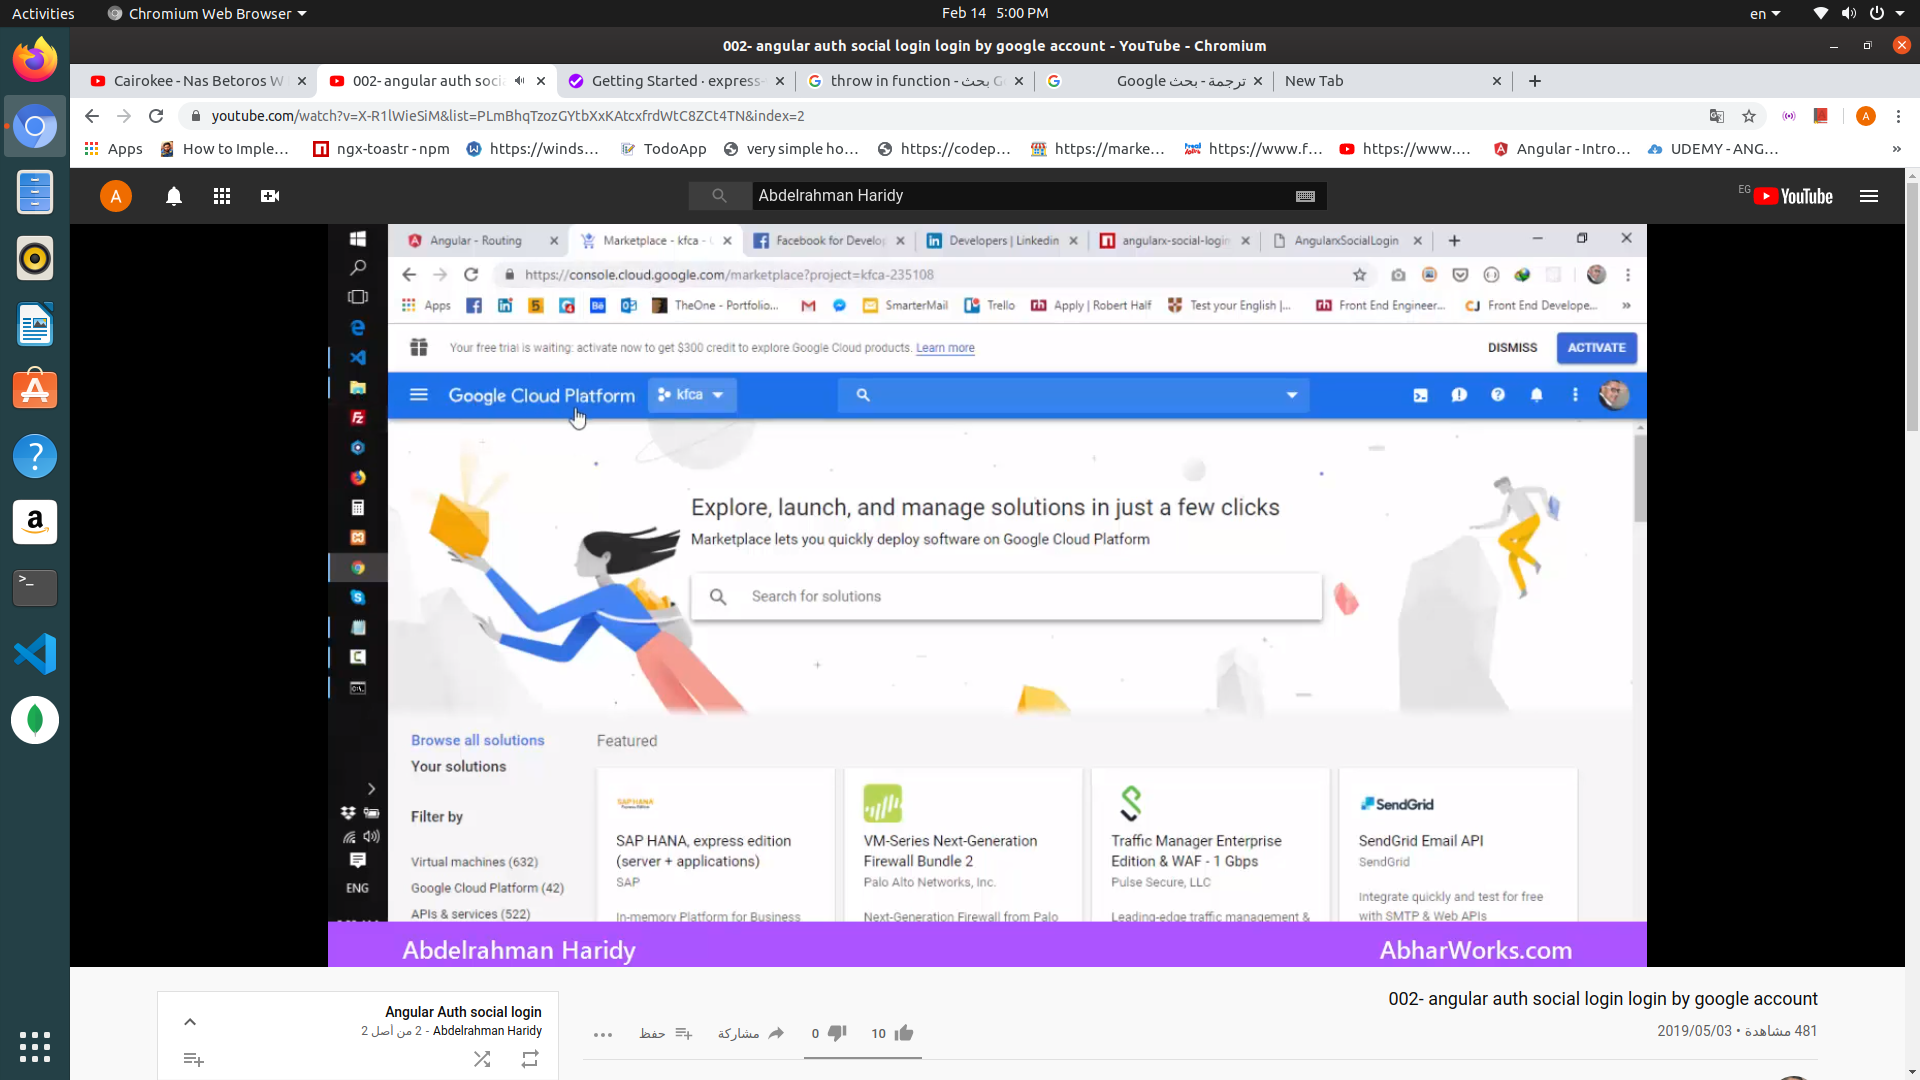 Activities
Chromium Web Browser
Feb 14 5:00 PM
en
002- angular auth social login login by google account - YouTube - Chromium
Cairokee - Nas Betoros W
002- angular auth soci
Getting Started · express-
throw in function - بحث G
ترجمة - بحث Google
New Tab
youtube.com/watch?v=X-R1lWieSiM&list=PLmBhqTzozGYtbXxKAtcxfrdWtC8ZCt4TN&index=2
A
Apps
How to Imple...
ngx-toastr - npm
https://winds...
TodoApp
very simple ho...
https://codep...
https://marke...
https://www.f...
https://www....
Angular - Intro...
UDEMY - ANG...
A
Abdelrahman Haridy
EG
YouTube
Angular - Routing
Marketplace - kfca -
Facebook for Develop
Developers | Linkedin
angularx-social-login
AngularxSocialLogin
https://console.cloud.google.com/marketplace?project=kfca-235108
Apps
TheOne - Portfolio...
SmarterMail
Trello
Apply | Robert Half
Test your English |...
Front End Engineer...
Front End Develope...
Your free trial is waiting: activate now to get $300 credit to explore Google Cloud products. Learn more
DISMISS
ACTIVATE
Google Cloud Platform
kfca
Explore, launch, and manage solutions in just a few clicks
Marketplace lets you quickly deploy software on Google Cloud Platform
Search for solutions
Browse all solutions
Your solutions
Filter by
Virtual machines (632)
Google Cloud Platform (42)
APIs & services (522)
Featured
SAP HANA, express edition
(server + applications)
SAP
In-memory Platform for Business
VM-Series Next-Generation
Firewall Bundle 2
Palo Alto Networks, Inc.
Next-Generation Firewall from Palo
Traffic Manager Enterprise
Edition & WAF - 1 Gbps
Pulse Secure, LLC
Leading-edge traffic management &
SendGrid
SendGrid Email API
SendGrid
Integrate quickly and test for free
with SMTP & Web APIs
ENG
Abdelrahman Haridy
AbharWorks.com
Angular Auth social login
Abdelrahman Haridy - 2 من أصل 2
حفظ
مشاركة
0
10
002- angular auth social login login by google account
481 مشاهدة • 2019/05/03